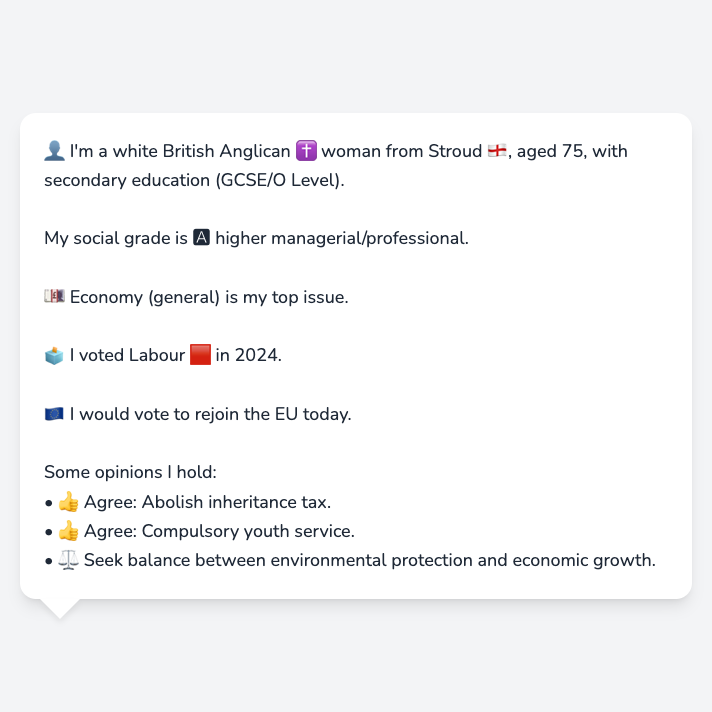 👤 I'm a white British Anglican ✝️ woman from Stroud 🏴󠁧󠁢󠁥󠁮󠁧󠁿, aged 75, with
secondary education (GCSE/O Level).
My social grade is 🅰 higher managerial/professional.
💷 Economy (general) is my top issue.
🗳️ I voted Labour 🟥 in 2024.
🇪🇺 I would vote to rejoin the EU today.
Some opinions I hold:
• 👍 Agree: Abolish inheritance tax.
• 👍 Agree: Compulsory youth service.
• ⚖️ Seek balance between environmental protection and economic growth.